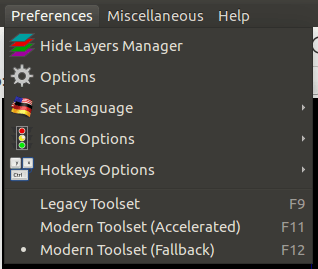 Preferences Miscellaneous Help
Hide Layers Manager
Options
Set Language
Icons Options
Hotkeys Options
Legacy Toolset F9
Modern Toolset (Accelerated) F11
Modern Toolset (Fallback) F12